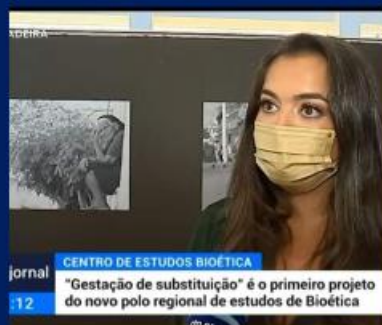 ADEIRA
CENTRO DE ESTUDOS BIOÉTICA
jornal
"Gestação de substituição" é o primeiro projeto
:12
do novo polo regional de estudos de Bioética